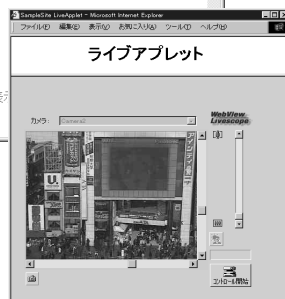 SampleSite LiveApplet - Microsoft Internet Explorer
ファイル(F) 編集(E) 表示(V) お気に入り(A) ツール(T) ヘルプ(H)
ライブアプレット
カメラ: Camera2
WebView
Livescope
コントロール開始